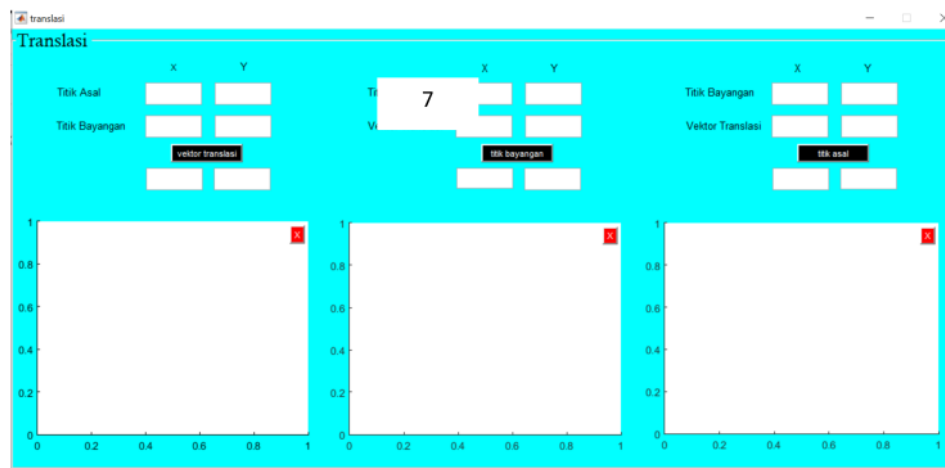 translasi
Translasi
x Y
Titik Asal
Titik Bayangan
vektor translasi
X Y
7
titik bayangan
X Y
Titik Bayangan
Vektor Translasi
titik asal
X
1
0.8
0.6
0.4
0.2
0
0 0.2 0.4 0.6 0.8 1
X
1
0.8
0.6
0.4
0.2
0
0 0.2 0.4 0.6 0.8 1
X
1
0.8
0.6
0.4
0.2
0
0 0.2 0.4 0.6 0.8 1